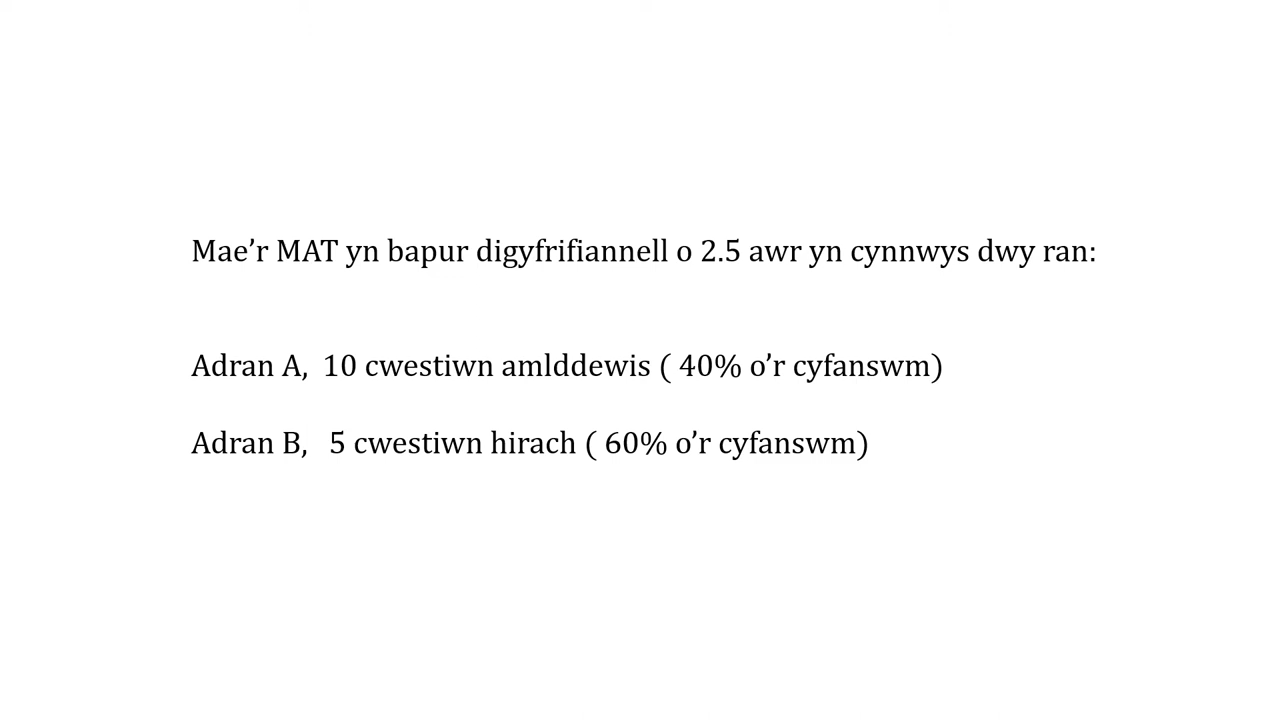 Mae’r MAT yn bapur digyfrifiannell o 2.5 awr yn cynnwys dwy ran:
Adran A,  10 cwestiwn amlddewis ( 40% o’r cyfanswm)
Adran B,   5 cwestiwn hirach ( 60% o’r cyfanswm)